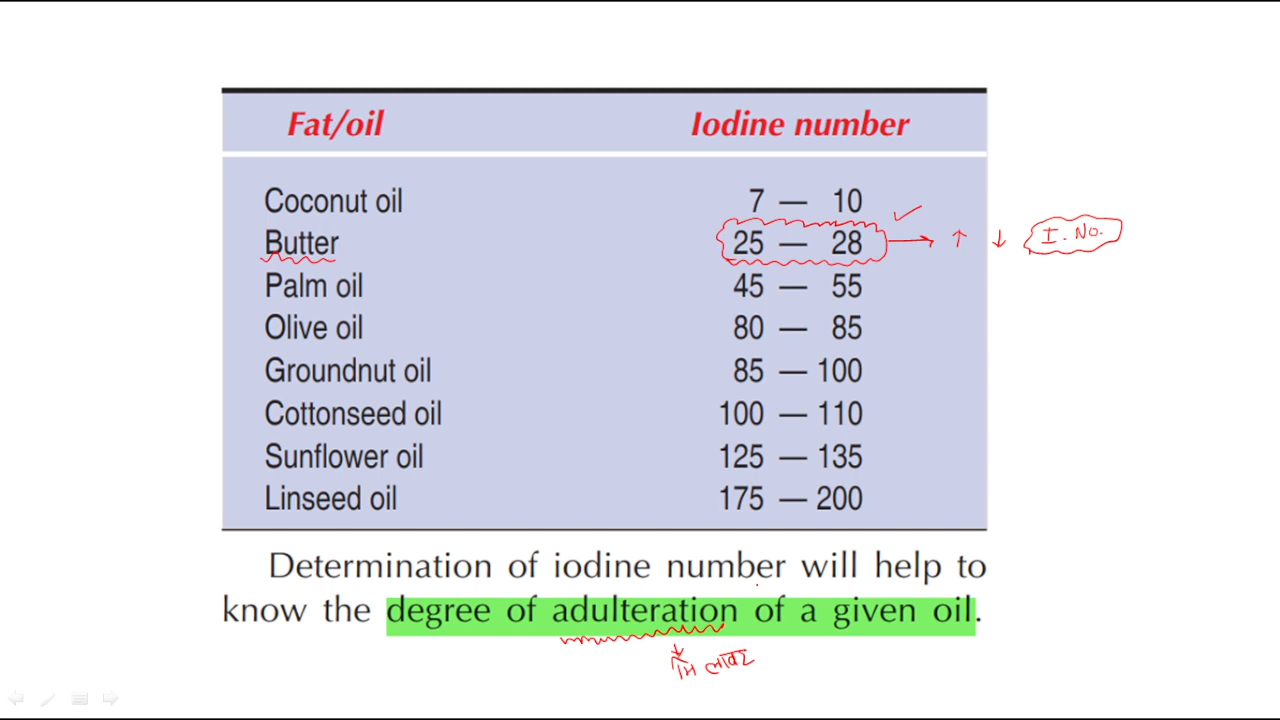 Fat/oil Iodine number
Coconut oil 7 — 10
Butter 25 — 28 → ↑ ↓ I. No.
Palm oil 45 — 55
Olive oil 80 — 85
Groundnut oil 85 — 100
Cottonseed oil 100 — 110
Sunflower oil 125 — 135
Linseed oil 175 — 200
Determination of iodine number will help to
know the degree of adulteration of a given oil.